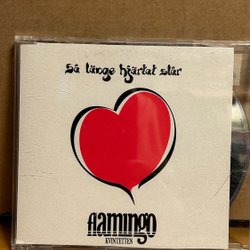 Så länge hjärtat slår
flamingo
KVINTETTEN